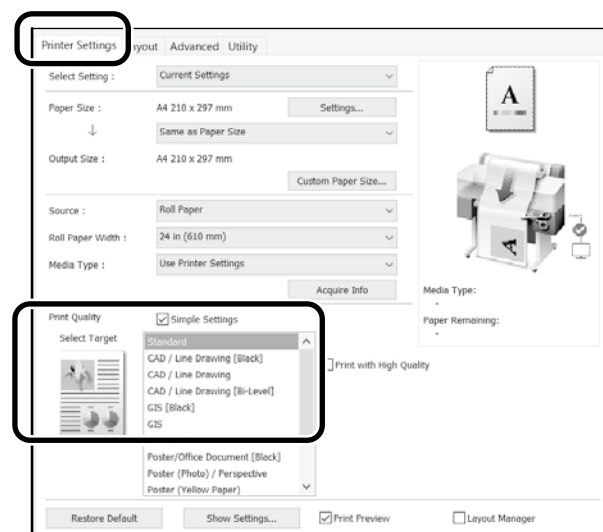 Printer Settings yout Advanced Utility
Select Setting : Current Settings
Paper Size : A4 210 x 297 mm Settings...
↓ Same as Paper Size
Output Size : A4 210 x 297 mm
Custom Paper Size...
Source : Roll Paper
Roll Paper Width : 24 in (610 mm)
Media Type : Use Printer Settings
Acquire Info
A
Media Type:
-
Paper Remaining:
-
Print Quality Simple Settings
Select Target Standard
CAD / Line Drawing [Black]
CAD / Line Drawing
CAD / Line Drawing [Bi-Level]
GIS [Black]
GIS
Poster/Office Document [Black]
Poster (Photo) / Perspective
Poster (Yellow Paper)
Print with High Quality
Restore Default Show Settings... Print Preview Layout Manager